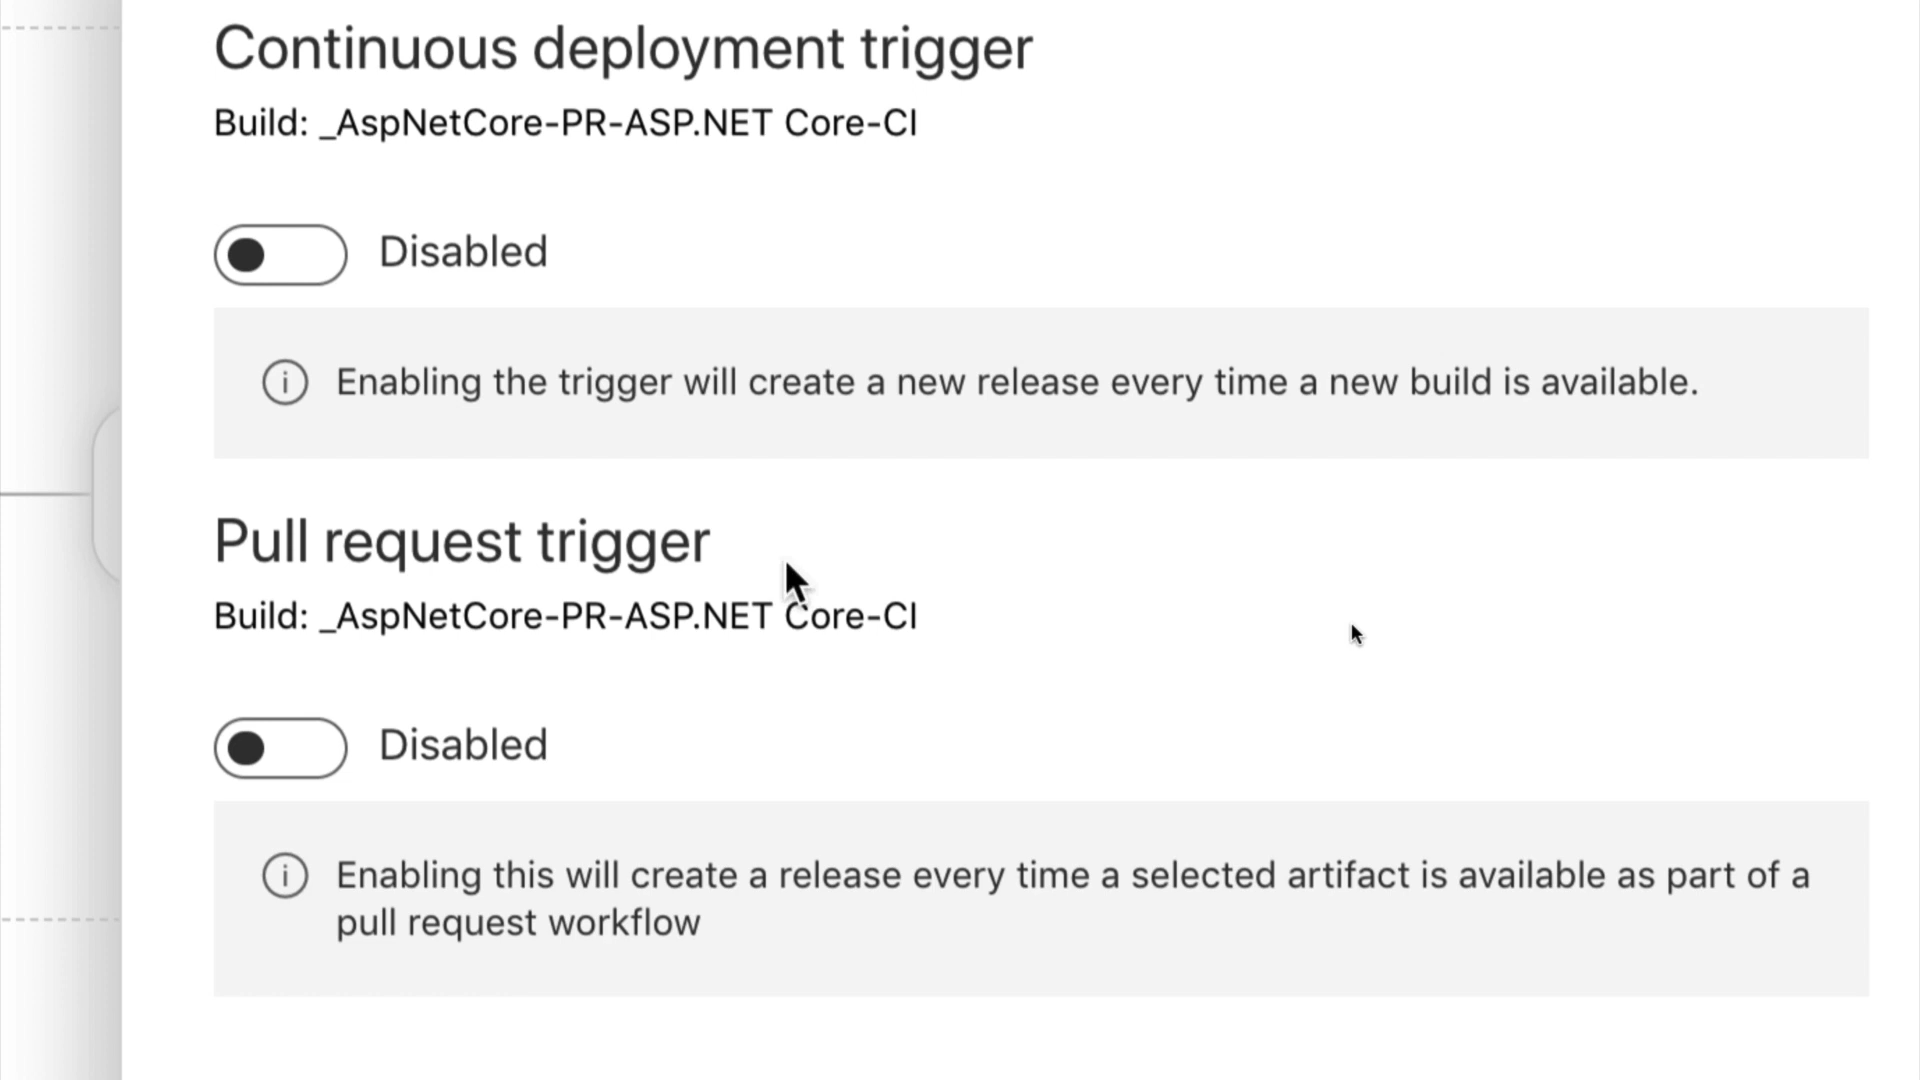 Continuous deployment trigger
Build: _AspNetCore-PR-ASP.NET Core-CI
Disabled
Enabling the trigger will create a new release every time a new build is available.
Pull request trigger
Build: _AspNetCore-PR-ASP.NET Core-CI
Disabled
Enabling this will create a release every time a selected artifact is available as part of a
pull request workflow